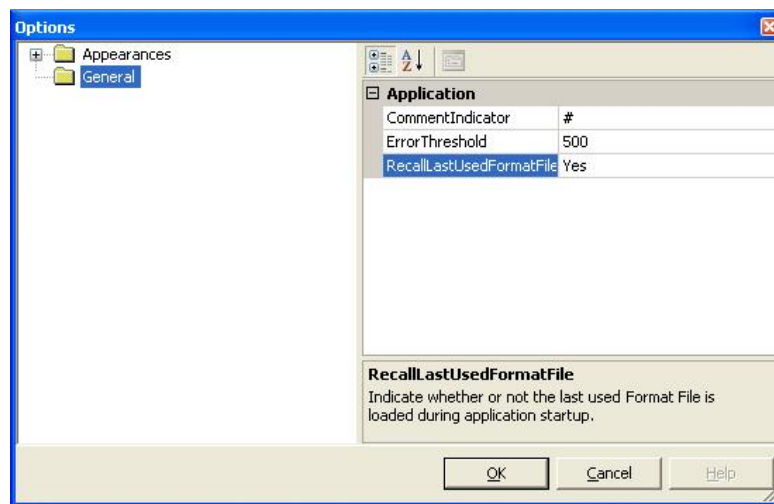 Options
Appearances
General
Application
CommentIndicator #
ErrorThreshold 500
RecallLastUsedFormatFile Yes
RecallLastUsedFormatFile
Indicate whether or not the last used Format File is
loaded during application startup.
OK Cancel Help